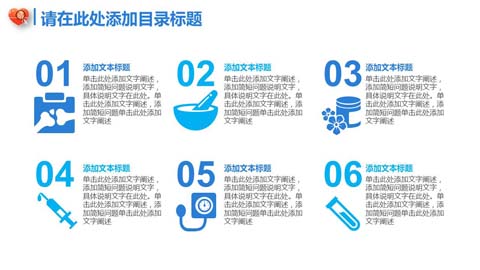 请在此处添加目录标题
01
添加文本标题
单击此处添加文字阐述，
添加简短问题说明文字，
具体说明文字在此处。单
击此处添加文字阐述，添
加简短问题单击此处添加
文字阐述
02
添加文本标题
单击此处添加文字阐述，
添加简短问题说明文字，
具体说明文字在此处。单
击此处添加文字阐述，添
加简短问题单击此处添加
文字阐述
03
添加文本标题
单击此处添加文字阐述，
添加简短问题说明文字，
具体说明文字在此处。单
击此处添加文字阐述，添
加简短问题单击此处添加
文字阐述
04
添加文本标题
单击此处添加文字阐述，
添加简短问题说明文字，
具体说明文字在此处。单
击此处添加文字阐述，添
加简短问题单击此处添加
文字阐述
05
添加文本标题
单击此处添加文字阐述，
添加简短问题说明文字，
具体说明文字在此处。单
击此处添加文字阐述，添
加简短问题单击此处添加
文字阐述
06
添加文本标题
单击此处添加文字阐述，
添加简短问题说明文字，
具体说明文字在此处。单
击此处添加文字阐述，添
加简短问题单击此处添加
文字阐述